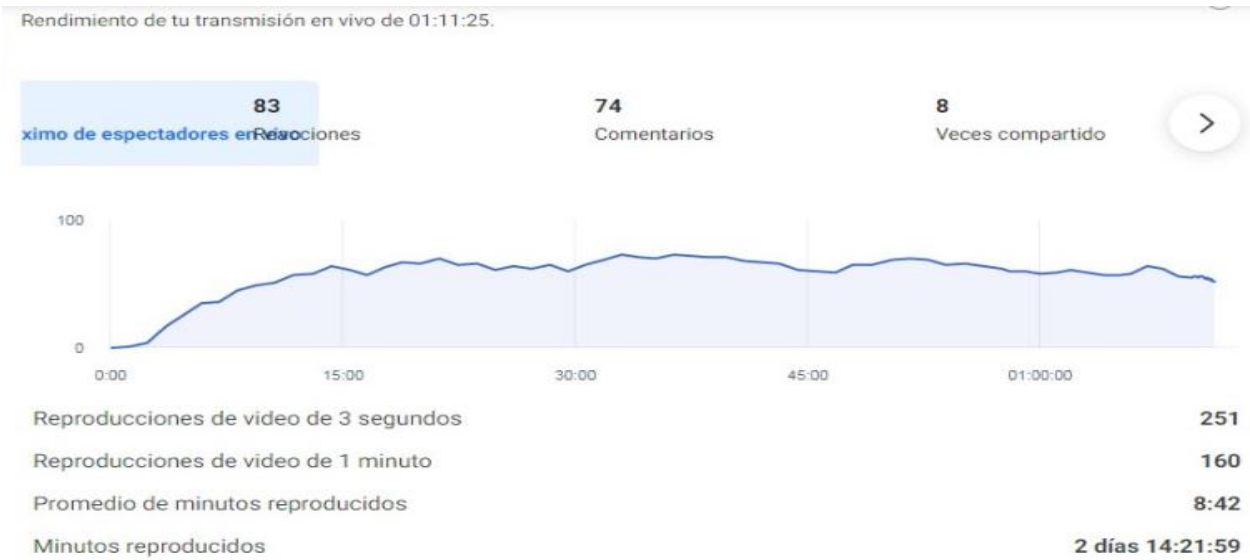 Rendimiento de tu transmisión en vivo de 01:11:25.
83 74 8
ximo de espectadores en vivo Reacciones Comentarios Veces compartido
100
0
0:00 15:00 30:00 45:00 01:00:00
Reproducciones de video de 3 segundos 251
Reproducciones de video de 1 minuto 160
Promedio de minutos reproducidos 8:42
Minutos reproducidos 2 días 14:21:59